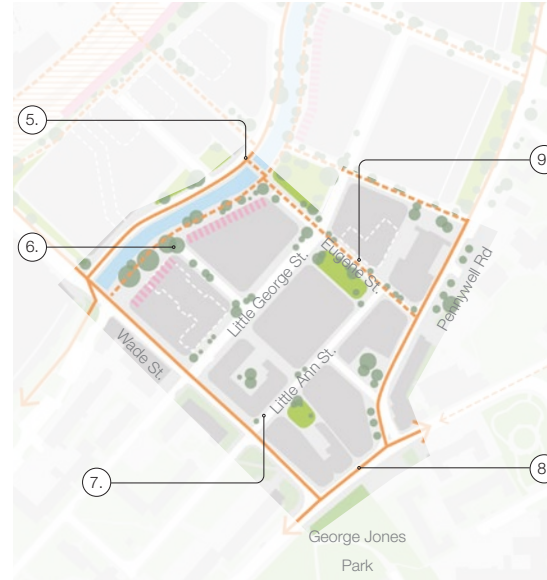 5.
9
6.
Eugene St.
Little George St.
Pennywell Rd
Wade St.
Little Ann St.
7.
8
George Jones
Park